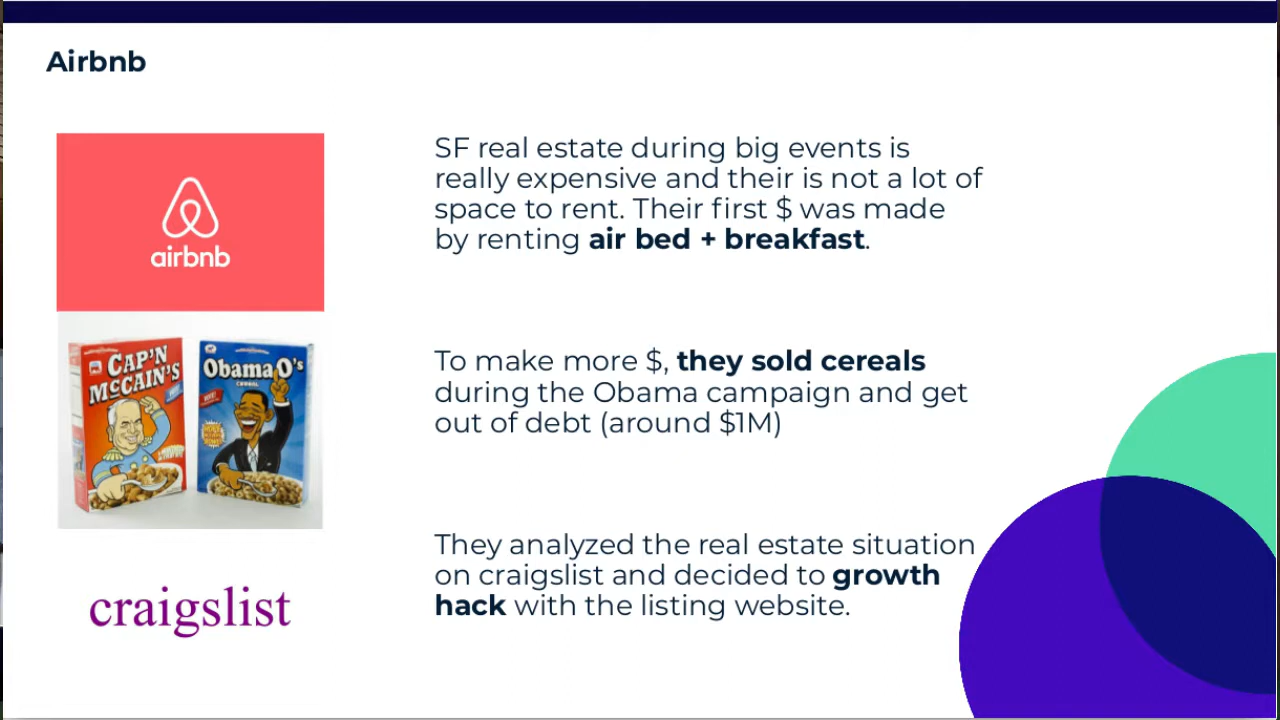 Airbnb
airbnb
SF real estate during big events is
really expensive and their is not a lot of
space to rent. Their first $ was made
by renting air bed + breakfast.
CAP'N
McCAIN'S
Obama O's
CEREAL
To make more $, they sold cereals
during the Obama campaign and get
out of debt (around $1M)
craigslist
They analyzed the real estate situation
on craigslist and decided to growth
hack with the listing website.